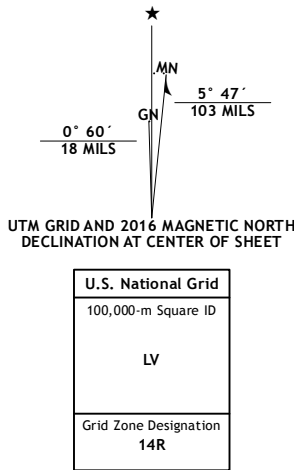 MN
GN
5° 47´
103 MILS
0° 60´
18 MILS
UTM GRID AND 2016 MAGNETIC NORTH
DECLINATION AT CENTER OF SHEET
U.S. National Grid
100,000-m Square ID
LV
Grid Zone Designation
14R